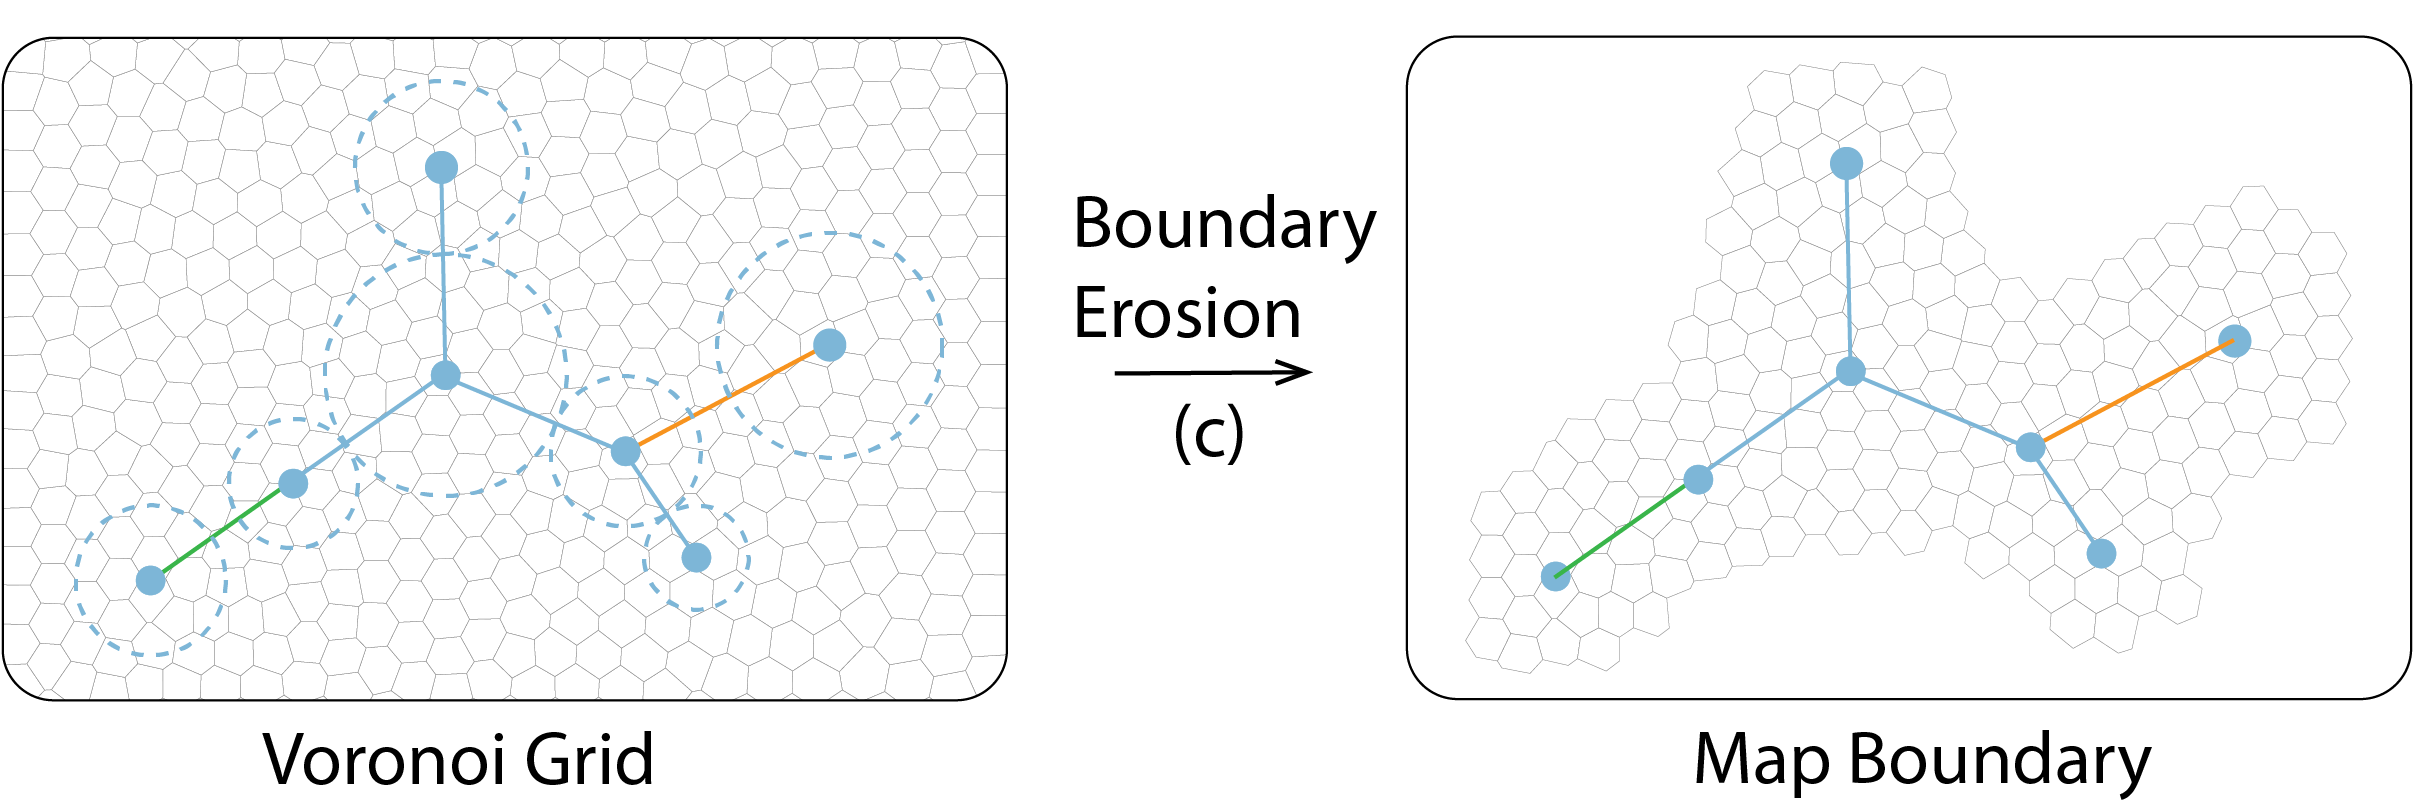 Boundary
Erosion
(c)
Voronoi Grid
Map Boundary